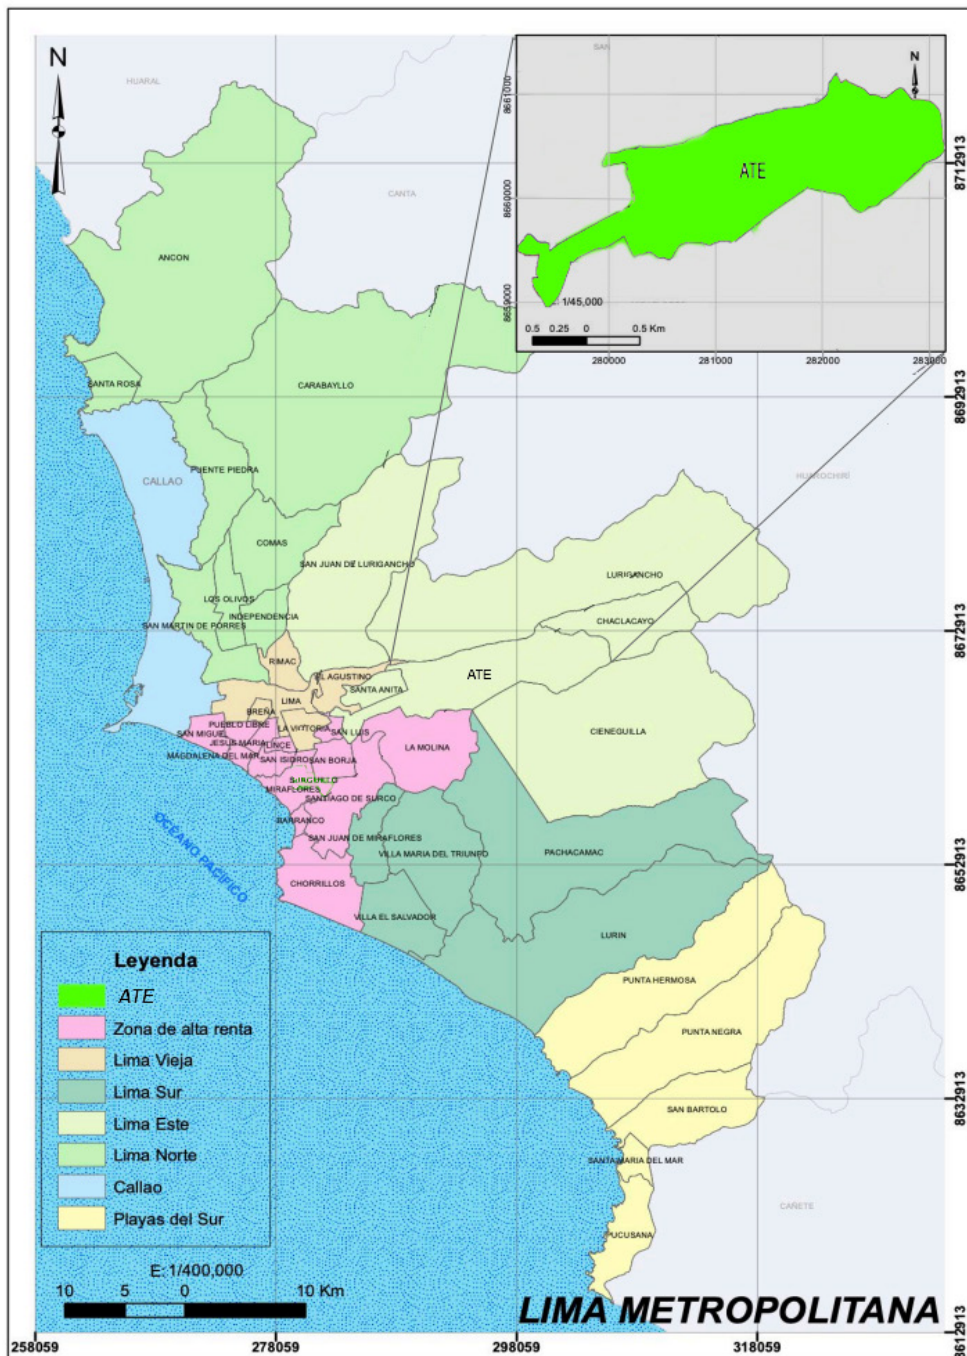 N
HUARAL
CANTA
ANCON
SANTA ROSA
CARABAYLLO
CALLAO
PUENTE PIEDRA
COMAS
SAN JUAN DE LURIGANCHO
HUAROCHIRÍ
LURIGANCHO
LOS OLIVOS
INDEPENDENCIA
CHACLACAYO
SAN MARTIN DE PORRES
RIMAC
EL AGUSTINO
ATE
SANTA ANITA
LIMA
BREÑA
PUEBLO LIBRE
LA VICTORIA
SAN LUIS
CIENEGUILLA
SAN MIGUEL
JESUS MARIA
LINCE
LA MOLINA
MAGDALENA DEL MAR
SAN ISIDRO
SAN BORJA
SURQUILLO
MIRAFLORES
SANTIAGO DE SURCO
BARRANCO
SAN JUAN DE MIRAFLORES
VILLA MARIA DEL TRIUNFO
PACHACAMAC
OCEANO PACIFICO
CHORRILLOS
VILLA EL SALVADOR
LURIN
PUNTA HERMOSA
PUNTA NEGRA
SAN BARTOLO
SANTA MARIA DEL MAR
CAÑETE
PUCUSANA
SAN
N
ATE
8661000
8660000
8659000
1/45,000
0.5 0.25 0 0.5 Km
280000 281000 282000 283000
8712913
8692913
8672913
8652913
8632913
8612913
Leyenda
ATE
Zona de alta renta
Lima Vieja
Lima Sur
Lima Este
Lima Norte
Callao
Playas del Sur
E: 1/400,000
10 5 0 10 Km
LIMA METROPOLITANA
258059 278059 298059 318059